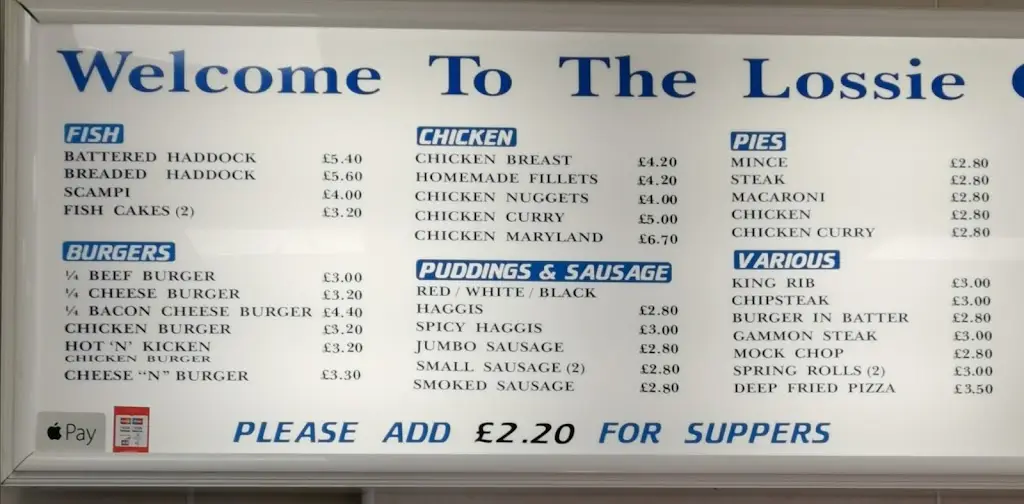 Welcome To The Lossie
FISH
BATTERED HADDOCK £5.40
BREADED HADDOCK £5.60
SCAMPI £4.00
FISH CAKES (2) £3.20
BURGERS
¼ BEEF BURGER £3.00
¼ CHEESE BURGER £3.20
¼ BACON CHEESE BURGER £4.40
CHICKEN BURGER £3.20
HOT 'N' KICKEN £3.20
CHICKEN BURGER
CHEESE "N" BURGER £3.30
CHICKEN
CHICKEN BREAST £4.20
HOMEMADE FILLETS £4.20
CHICKEN NUGGETS £4.00
CHICKEN CURRY £5.00
CHICKEN MARYLAND £6.70
PUDDINGS & SAUSAGE
RED / WHITE / BLACK
HAGGIS £2.80
SPICY HAGGIS £3.00
JUMBO SAUSAGE £2.80
SMALL SAUSAGE (2) £2.80
SMOKED SAUSAGE £2.80
PIES
MINCE £2.80
STEAK £2.80
MACARONI £2.80
CHICKEN £2.80
CHICKEN CURRY £2.80
VARIOUS
KING RIB £3.00
CHIPSTEAK £3.00
BURGER IN BATTER £2.80
GAMMON STEAK £3.00
MOCK CHOP £2.80
SPRING ROLLS (2) £3.00
DEEP FRIED PIZZA £3.50
Pay
PLEASE ADD £2.20 FOR SUPPERS